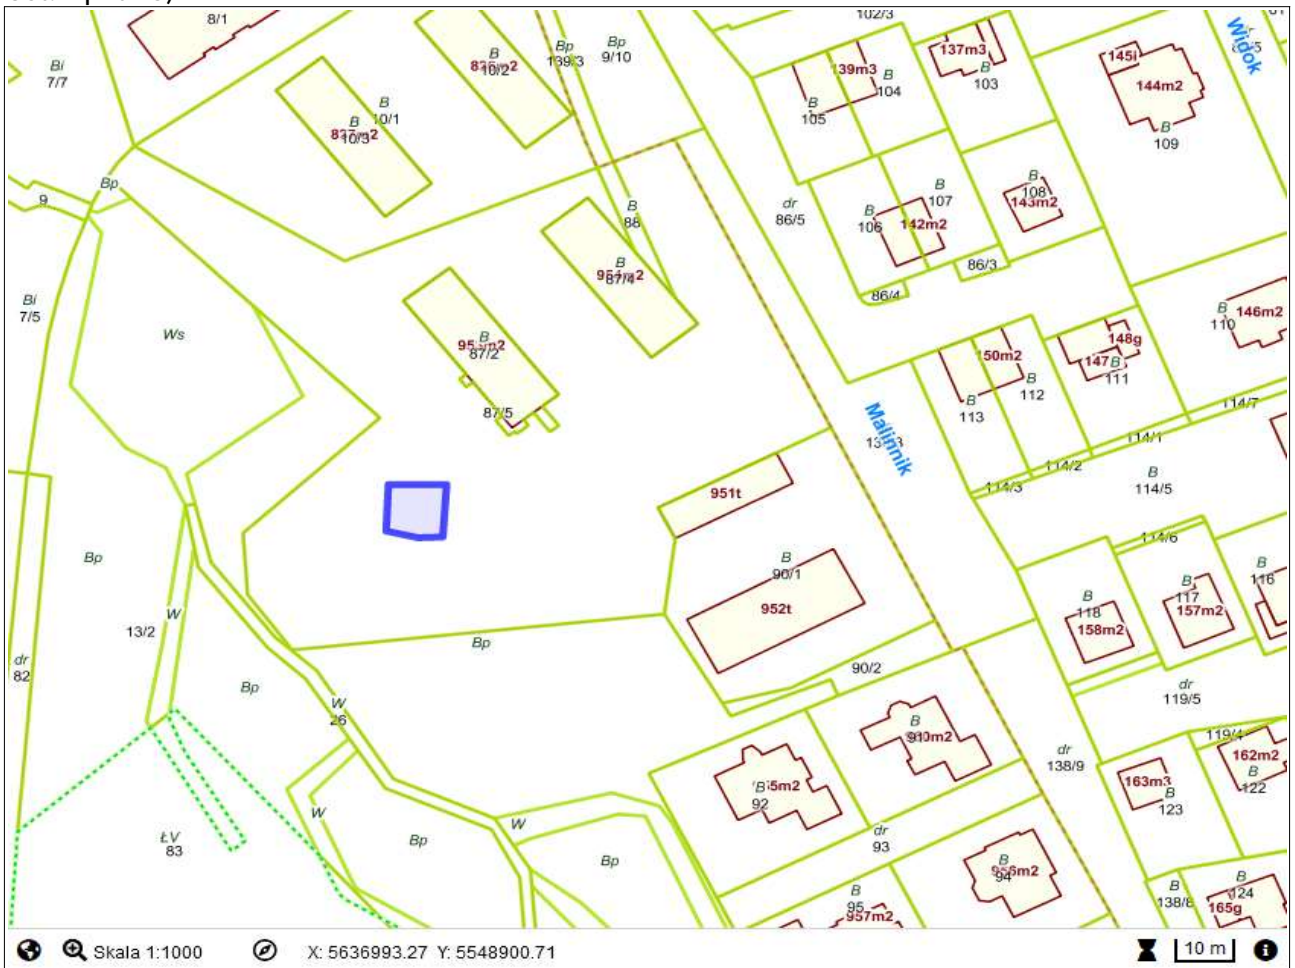 8/1
102/3
Widok
Bi
7/7
B
10/2
Bp
139/3
Bp
9/10
139m3
B
104
105
137m3
B
103
145i
144m2
B
109
B
10/1
B
10/3
Bp
9
B
88
dr
86/5
B
106
B
107
142m2
B
108
143m2
86/3
86/4
Bi
7/5
Ws
B
87/4
B
87/2
87/5
150m2
B
112
B
113
148g
147
B
111
B
110
146m2
114/7
114/1
114/2
114/3
B
114/5
114/6
Malinnik
951t
B
90/1
952t
90/2
Bp
W
13/2
Bp
dr
82
Bp
W
26
B
118
158m2
B
117
157m2
B
116
dr
119/5
119/4
162m2
B
122
163m3
B
123
dr
138/9
B
91
B
92
dr
93
B
94
B
95
957m2
W
Bp
W
Bp
ŁV
83
B
138/8
B
124
165g
Skala 1:1000
X: 5636993.27 Y: 5548900.71
10 m